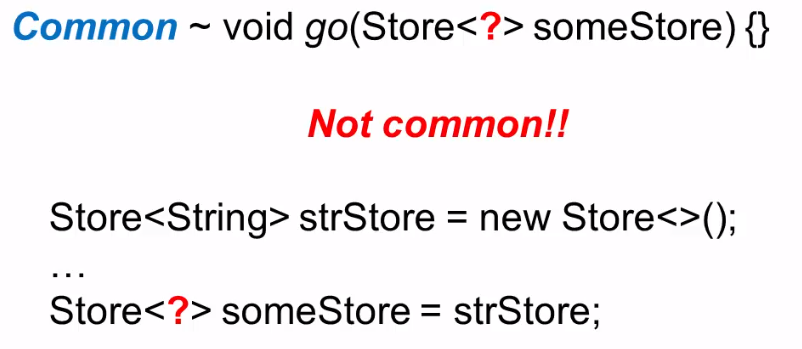 Common ~ void go(Store<?> someStore) {}
Not common!!
Store<String> strStore = new Store<>();
…
Store<?> someStore = strStore;